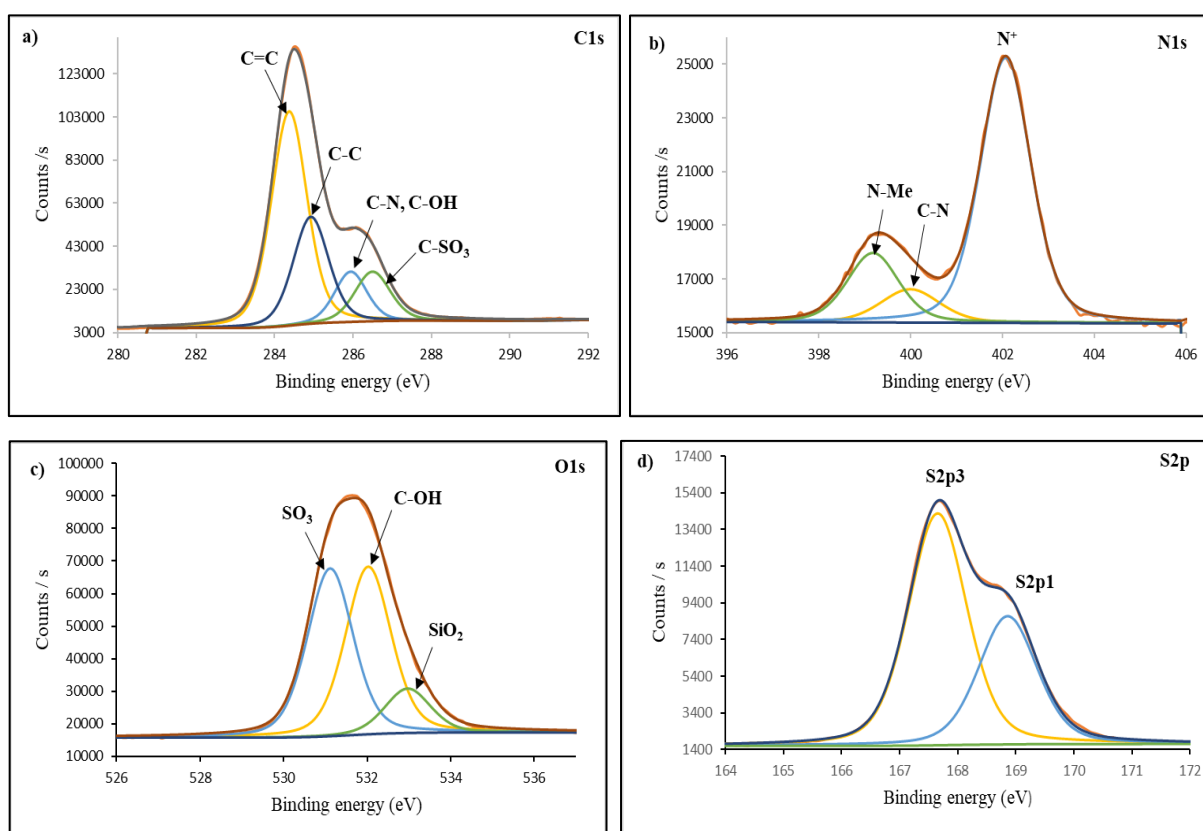 a)
C1s
C=C
C-C
C-N, C-OH
C-SO₃
Counts /s
123000
103000
83000
63000
43000
23000
3000
280
282
284
286
288
290
292
Binding energy (eV)
b)
N1s
N⁺
N-Me
C-N
Counts /s
25000
23000
21000
19000
17000
15000
396
398
400
402
404
406
Binding energy (eV)
c)
O1s
SO₃
C-OH
SiO₂
Counts / s
100000
90000
80000
70000
60000
50000
40000
30000
20000
10000
526
528
530
532
534
536
Binding energy (eV)
d)
S2p
S2p3
S2p1
Counts / s
17400
15400
13400
11400
9400
7400
5400
3400
1400
164
165
166
167
168
169
170
171
172
Binding energy (eV)